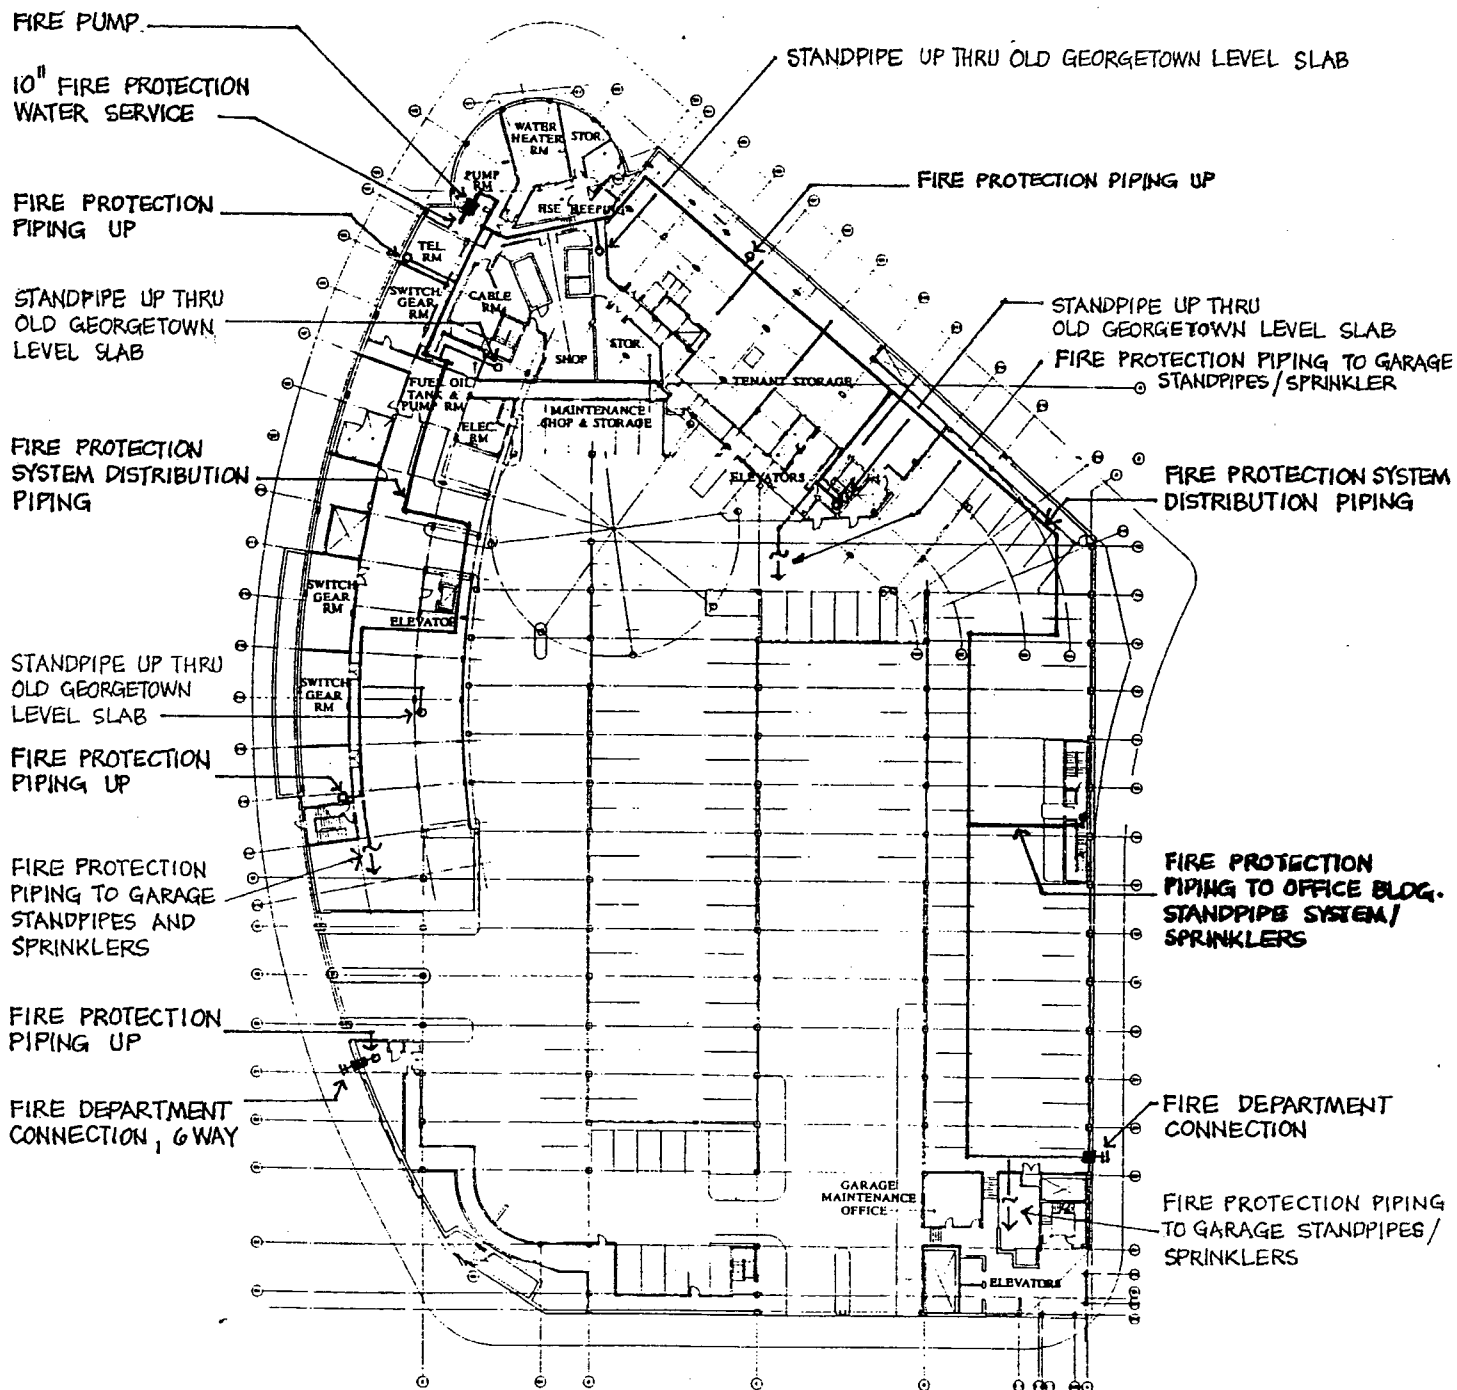 FIRE PUMP
10" FIRE PROTECTION
WATER SERVICE
FIRE PROTECTION
PIPING UP
STANDPIPE UP THRU
OLD GEORGETOWN
LEVEL SLAB
FIRE PROTECTION
SYSTEM DISTRIBUTION
PIPING
STANDPIPE UP THRU
OLD GEORGETOWN
LEVEL SLAB
FIRE PROTECTION
PIPING UP
FIRE PROTECTION
PIPING TO GARAGE
STANDPIPES AND
SPRINKLERS
FIRE PROTECTION
PIPING UP
FIRE DEPARTMENT
CONNECTION, 6 WAY
STANDPIPE UP THRU OLD GEORGETOWN LEVEL SLAB
FIRE PROTECTION PIPING UP
STANDPIPE UP THRU
OLD GEORGETOWN LEVEL SLAB
FIRE PROTECTION PIPING TO GARAGE
STANDPIPES/SPRINKLER
FIRE PROTECTION SYSTEM
DISTRIBUTION PIPING
FIRE PROTECTION
PIPING TO OFFICE BLDG.
STANDPIPE SYSTEM/
SPRINKLERS
FIRE DEPARTMENT
CONNECTION
FIRE PROTECTION PIPING
TO GARAGE STANDPIPES/
SPRINKLERS
WATER
HEATER
RM
STOR.
PUMP
RM
HSE KEEPING
TEL.
RM
SWITCH
GEAR
RM
CABLE
RM
SHOP
STOR.
FUEL OIL
TANK &
PUMP RM
ELEC.
RM
MAINTENANCE
SHOP & STORAGE
TENANT STORAGE
ELEVATORS
SWITCH
GEAR
RM
ELEVATOR
SWITCH
GEAR
RM
GARAGE
MAINTENANCE
OFFICE
ELEVATORS